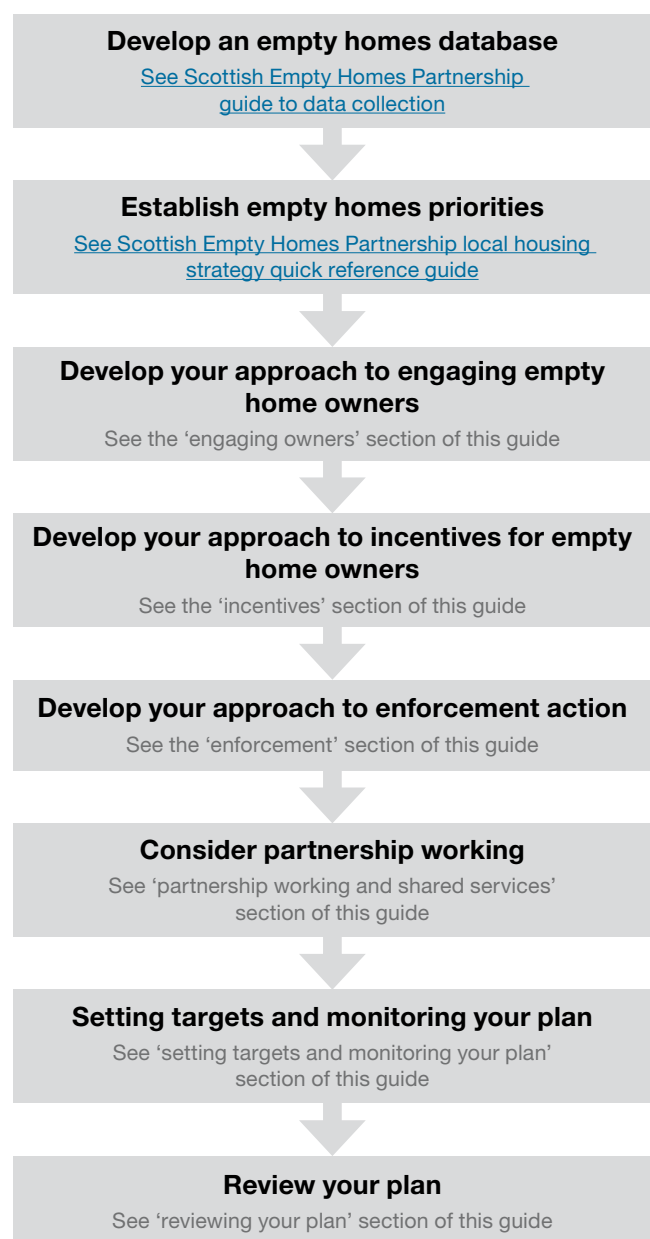 Develop an empty homes database
See Scottish Empty Homes Partnership
guide to data collection
Establish empty homes priorities
See Scottish Empty Homes Partnership local housing
strategy quick reference guide
Develop your approach to engaging empty
home owners
See the ‘engaging owners’ section of this guide
Develop your approach to incentives for empty
home owners
See the ‘incentives’ section of this guide
Develop your approach to enforcement action
See the ‘enforcement’ section of this guide
Consider partnership working
See ‘partnership working and shared services’
section of this guide
Setting targets and monitoring your plan
See ‘setting targets and monitoring your plan’
section of this guide
Review your plan
See ‘reviewing your plan’ section of this guide